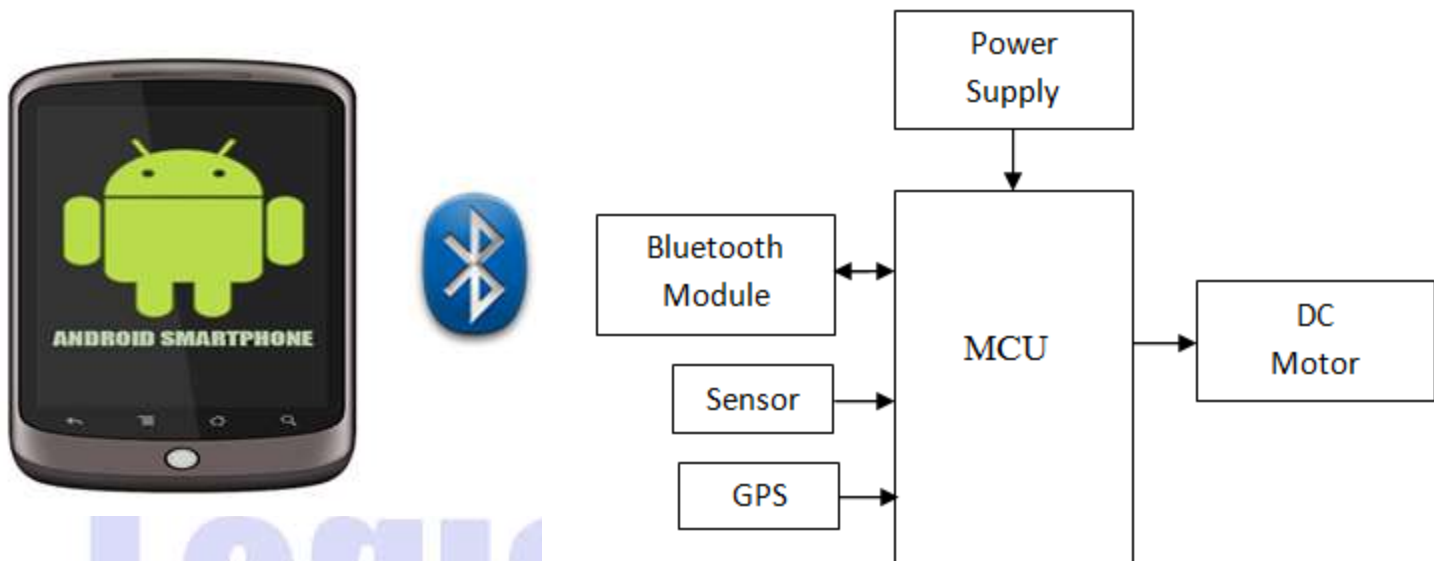 ANDROID SMARTPHONE
Power
Supply
Bluetooth
Module
MCU
DC
Motor
Sensor
GPS